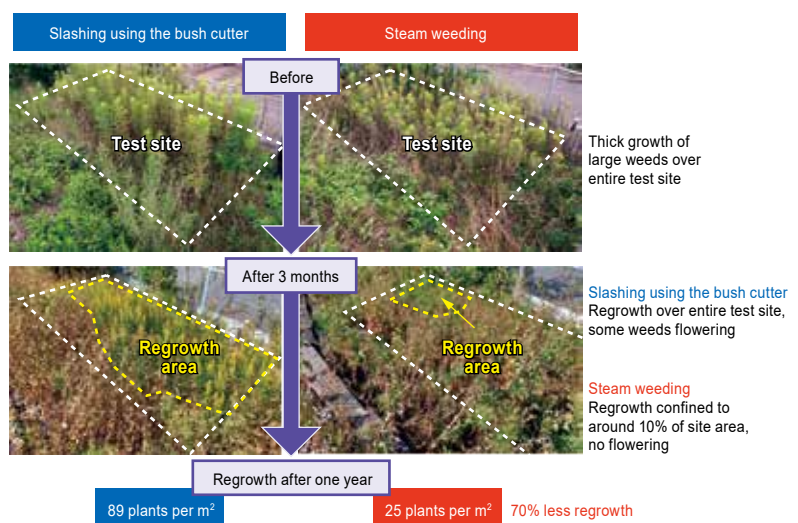 Slashing using the bush cutter
Steam weeding
Before
Test site
Test site
Thick growth of
large weeds over
entire test site
After 3 months
Regrowth
area
Regrowth
area
Slashing using the bush cutter
Regrowth over entire test site,
some weeds flowering
Steam weeding
Regrowth confined to
around 10% of site area,
no flowering
Regrowth after one year
89 plants per m²
25 plants per m²
70% less regrowth